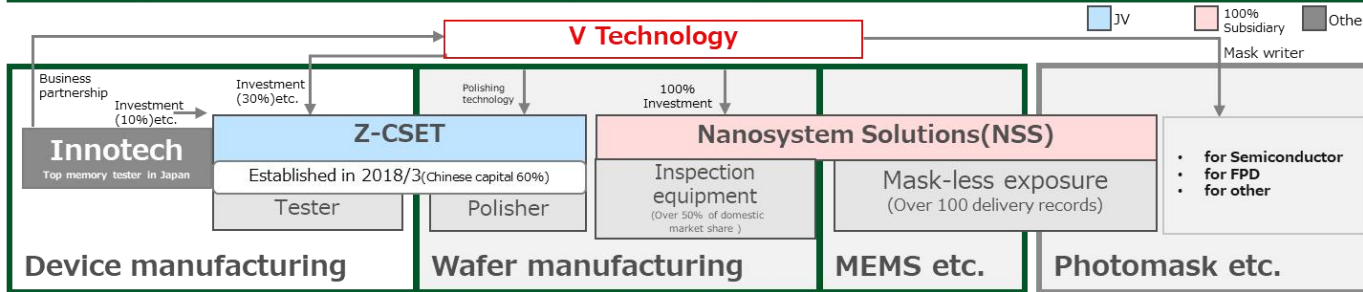 JV
100%
Subsidiary
Othe
V Technology
Mask writer
Business
partnership
Investment
(10%)etc.
Investment
(30%)etc.
Polishing
technology
100%
Investment
Innotech
Top memory tester in Japan
Z-CSET
Established in 2018/3(Chinese capital 60%)
Tester
Polisher
Nanosystem Solutions(NSS)
Inspection
equipment
(Over 50% of domestic
market share )
Mask-less exposure
(Over 100 delivery records)
• for Semiconductor
• for FPD
• for other
Device manufacturing
Wafer manufacturing
MEMS etc.
Photomask etc.